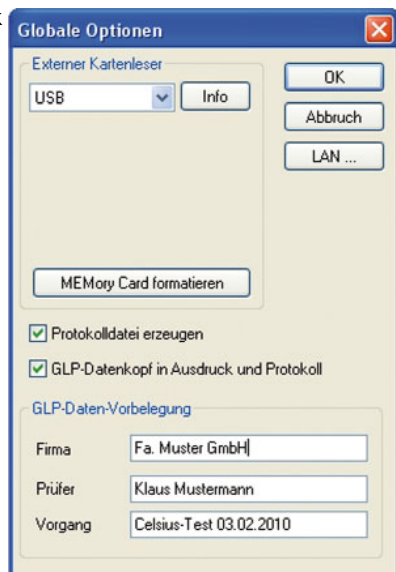 Globale Optionen
Externer Kartenleser
USB
Info
OK
Abbruch
LAN ...
MEMory Card formatieren
Protokolldatei erzeugen
GLP-Datenkopf in Ausdruck und Protokoll
GLP-Daten-Vorbelegung
Firma Fa. Muster GmbH
Prüfer Klaus Mustermann
Vorgang Celsius-Test 03.02.2010